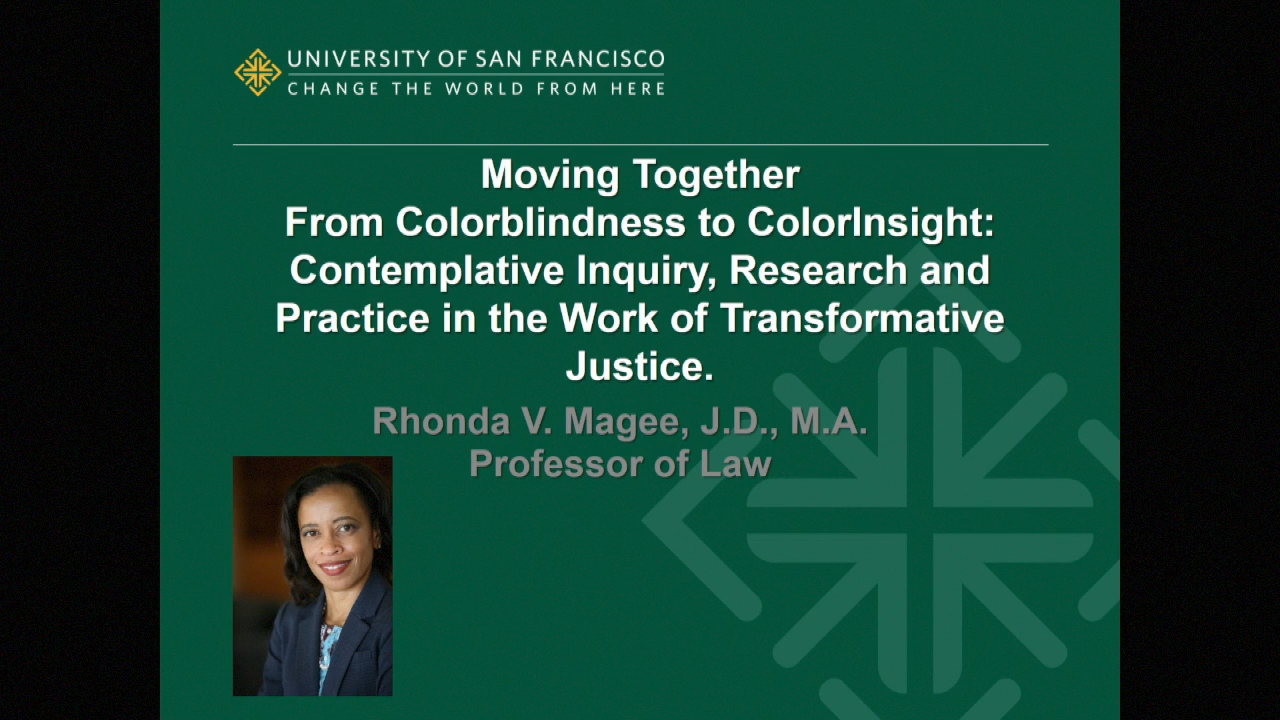 UNIVERSITY OF SAN FRANCISCO
CHANGE THE WORLD FROM HERE
Moving Together
From Colorblindness to ColorInsight:
Contemplative Inquiry, Research and
Practice in the Work of Transformative
Justice.
Rhonda V. Magee, J.D., M.A.
Professor of Law